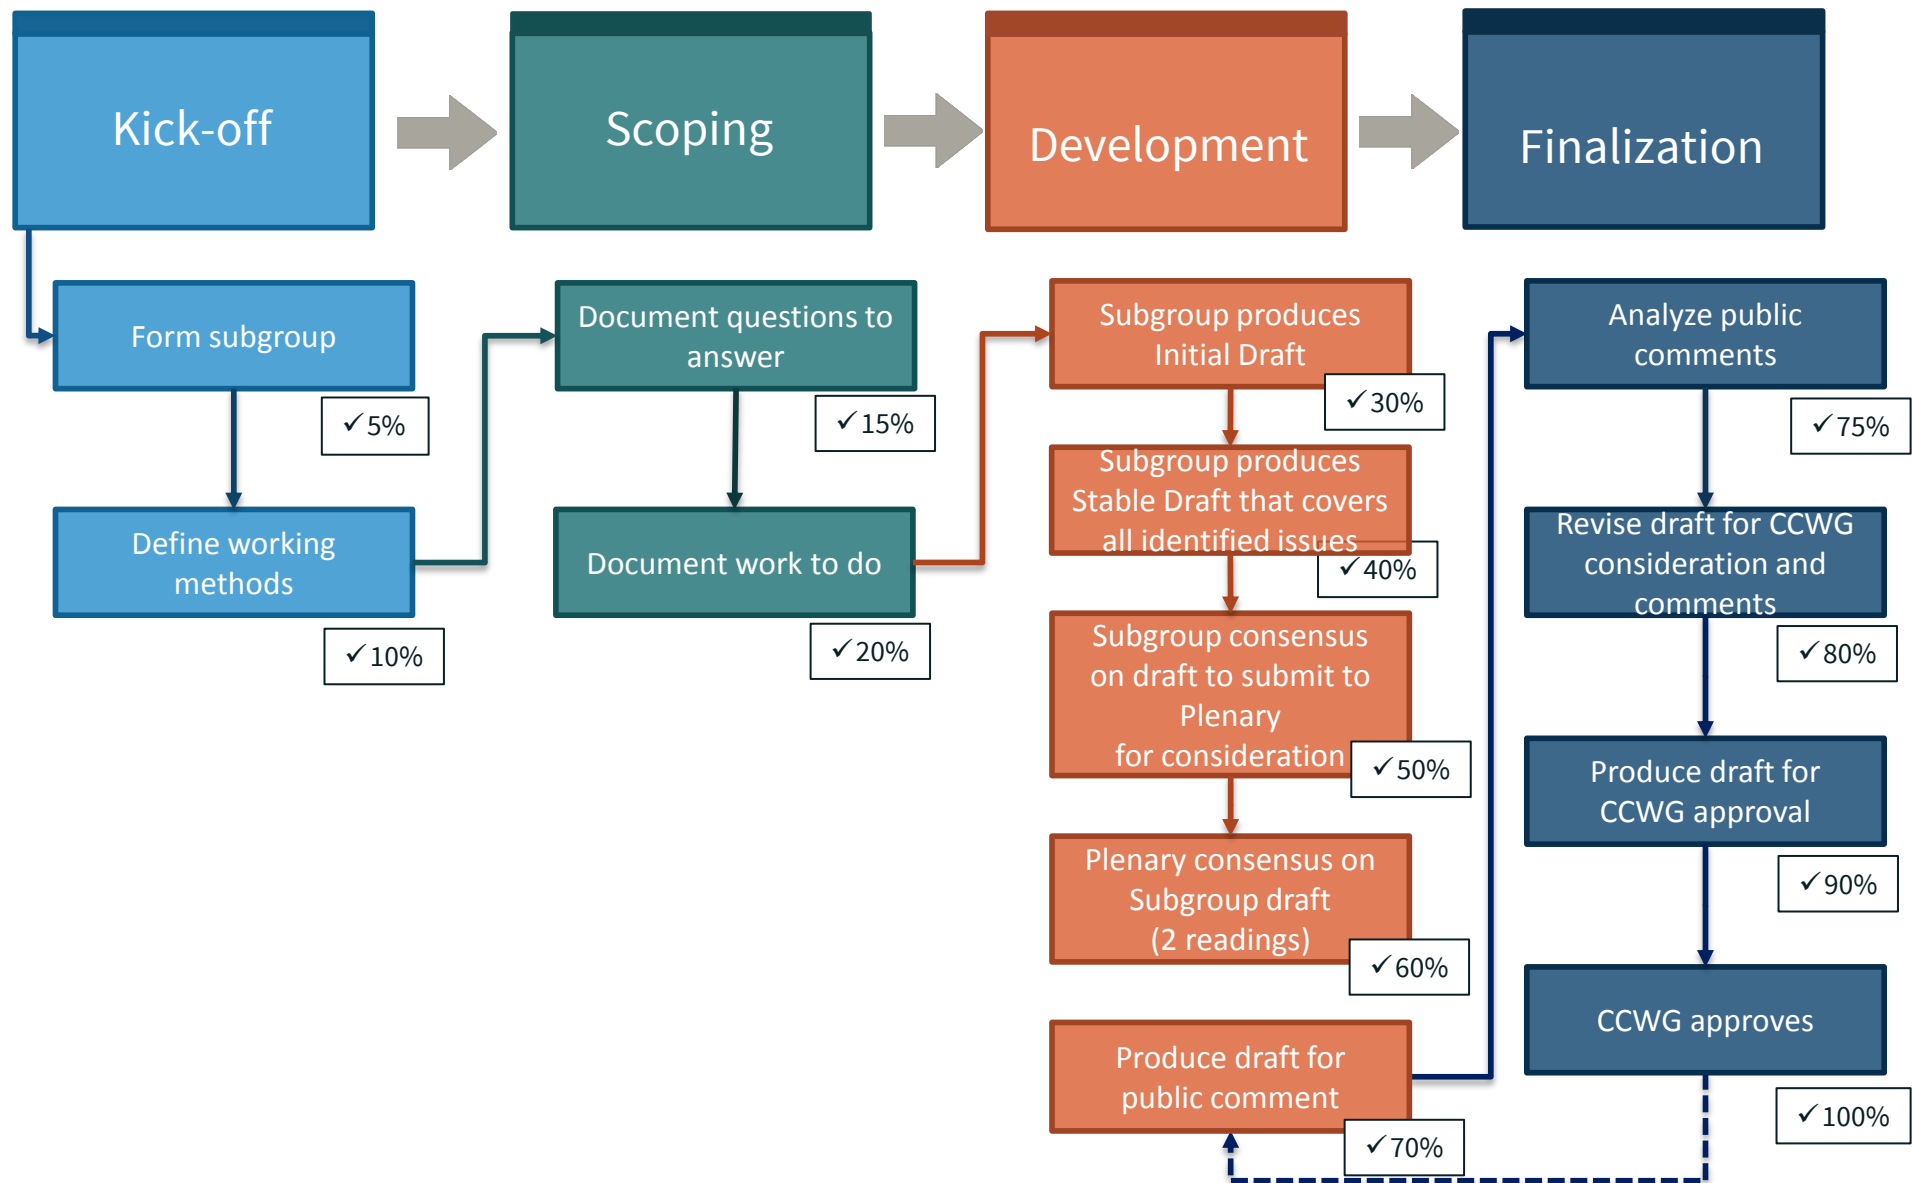 Kick-off
Scoping
Development
Finalization
Form subgroup
✓5%
Define working
methods
✓10%
Document questions to
answer
✓15%
Document work to do
✓20%
Subgroup produces
Initial Draft
✓30%
Subgroup produces
Stable Draft that covers
all identified issues
✓40%
Subgroup consensus
on draft to submit to
Plenary
for consideration
✓50%
Plenary consensus on
Subgroup draft
(2 readings)
✓60%
Produce draft for
public comment
✓70%
Analyze public
comments
✓75%
Revise draft for CCWG
consideration and
comments
✓80%
Produce draft for
CCWG approval
✓90%
CCWG approves
✓100%